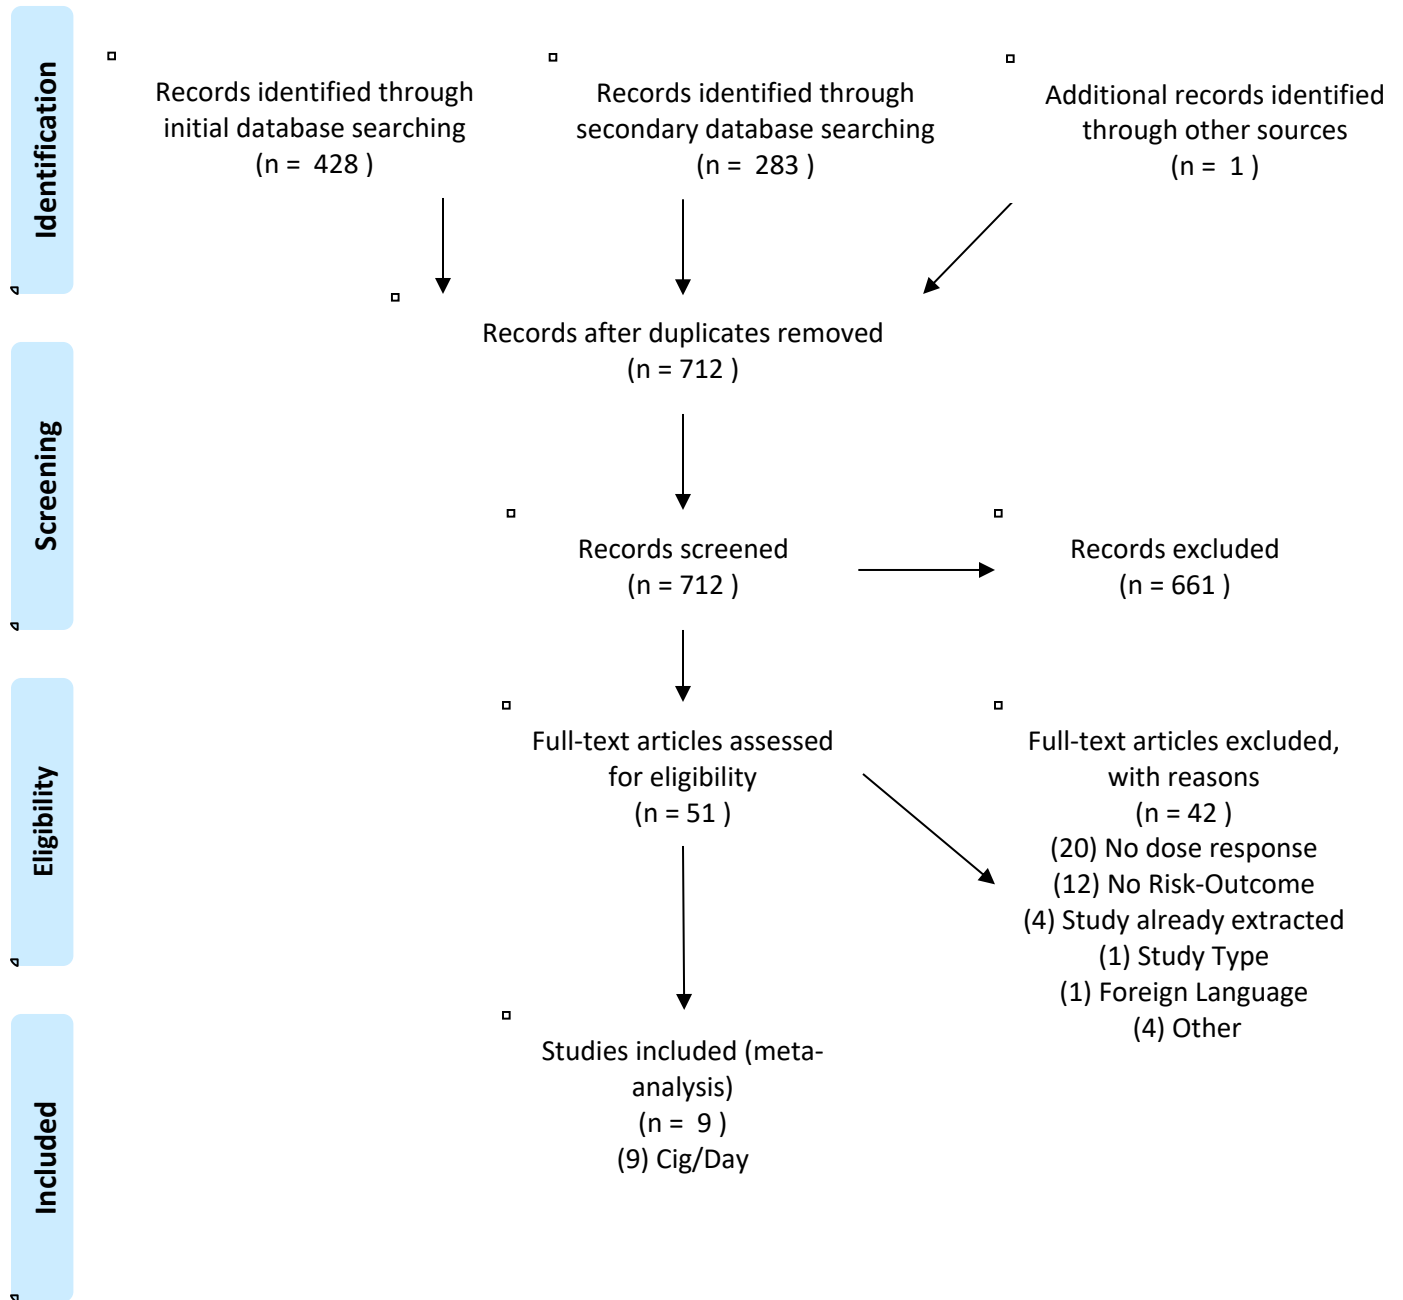 Identification
Records identified through
initial database searching
(n =  428 )
Records identified through
secondary database searching
(n =  283 )
Additional records identified
through other sources
(n =  1 )
Records after duplicates removed
(n = 712 )
Screening
Records screened
(n = 712 )
Records excluded
(n = 661 )
Eligibility
Full-text articles assessed
for eligibility
(n = 51 )
Full-text articles excluded,
with reasons
(n = 42 )
(20) No dose response
(12) No Risk-Outcome
(4) Study already extracted
(1) Study Type
(1) Foreign Language
(4) Other
Included
Studies included (meta-
analysis)
(n =  9 )
(9) Cig/Day